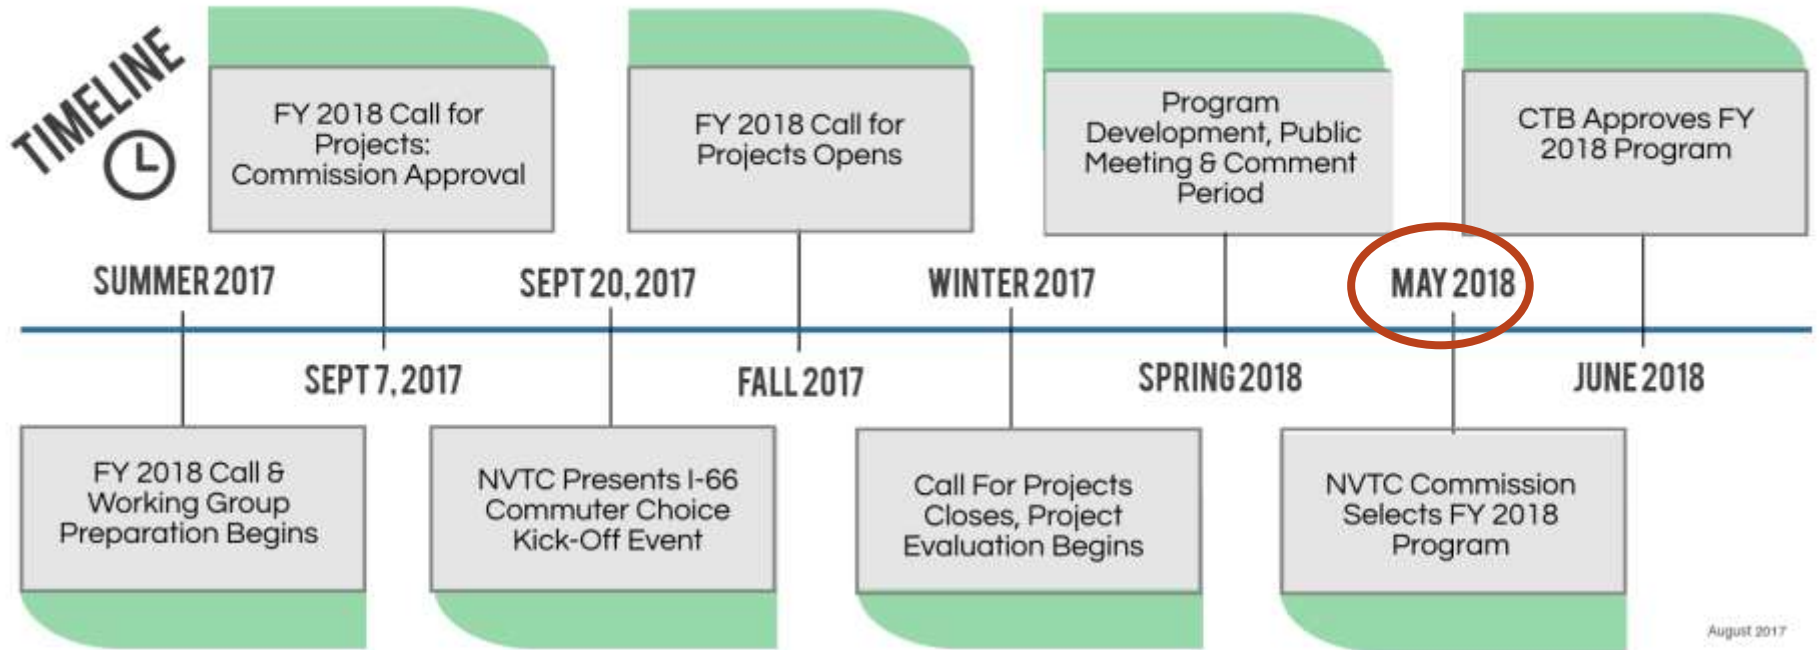 TIMELINE
FY 2018 Call for
Projects:
Commission Approval
FY 2018 Call for
Projects Opens
Program
Development, Public
Meeting & Comment
Period
CTB Approves FY
2018 Program
SUMMER 2017
SEPT 20, 2017
WINTER 2017
MAY 2018
SEPT 7, 2017
FALL 2017
SPRING 2018
JUNE 2018
FY 2018 Call &
Working Group
Preparation Begins
NVTC Presents I-66
Commuter Choice
Kick-Off Event
Call For Projects
Closes, Project
Evaluation Begins
NVTC Commission
Selects FY 2018
Program
August 2017